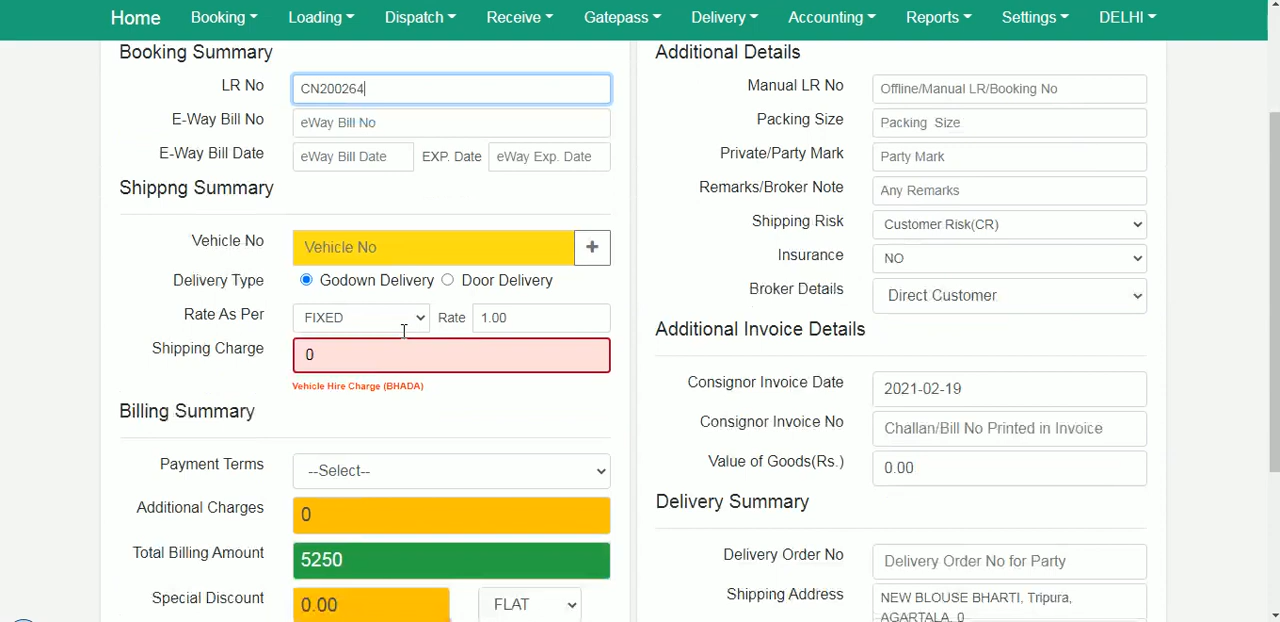 Home Booking Loading Dispatch Receive Gatepass Delivery Accounting Reports Settings DELHI
Booking Summary
LR No CN200264
E-Way Bill No eWay Bill No
E-Way Bill Date eWay Bill Date EXP. Date eWay Exp. Date
Shippng Summary
Vehicle No Vehicle No +
Delivery Type Godown Delivery Door Delivery
Rate As Per FIXED Rate 1.00
Shipping Charge 0
Vehicle Hire Charge (BHADA)
Billing Summary
Payment Terms --Select--
Additional Charges 0
Total Billing Amount 5250
Special Discount 0.00 FLAT
Additional Details
Manual LR No Offline/Manual LR/Booking No
Packing Size Packing Size
Private/Party Mark Party Mark
Remarks/Broker Note Any Remarks
Shipping Risk Customer Risk(CR)
Insurance NO
Broker Details Direct Customer
Additional Invoice Details
Consignor Invoice Date 2021-02-19
Consignor Invoice No Challan/Bill No Printed in Invoice
Value of Goods(Rs.) 0.00
Delivery Summary
Delivery Order No Delivery Order No for Party
Shipping Address NEW BLOUSE BHARTI, Tripura,
AGARTALA, 0